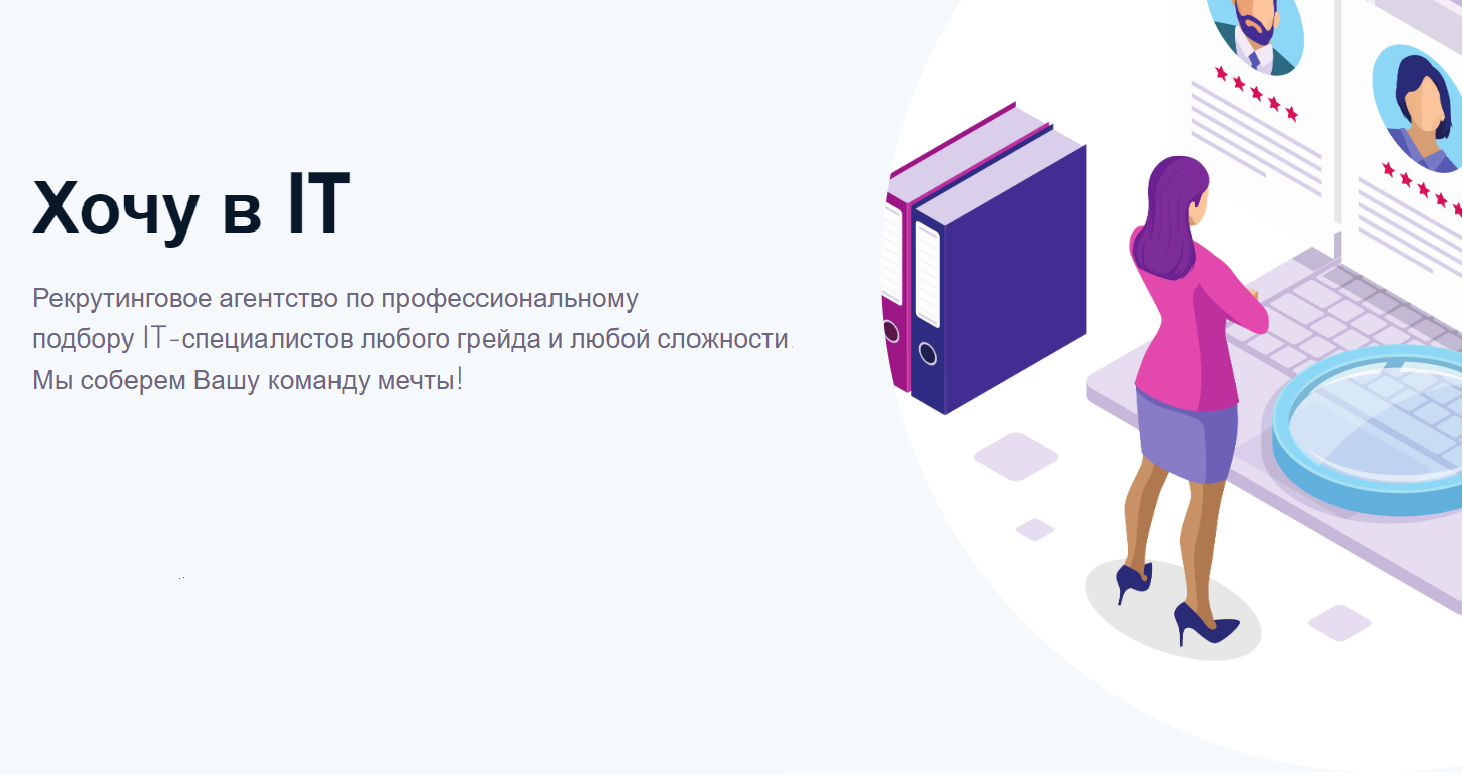 Хочу в IT
Рекрутинговое агентство по профессиональному
подбору IT-специалистов любого грейда и любой сложности.
Мы соберем Вашу команду мечты!